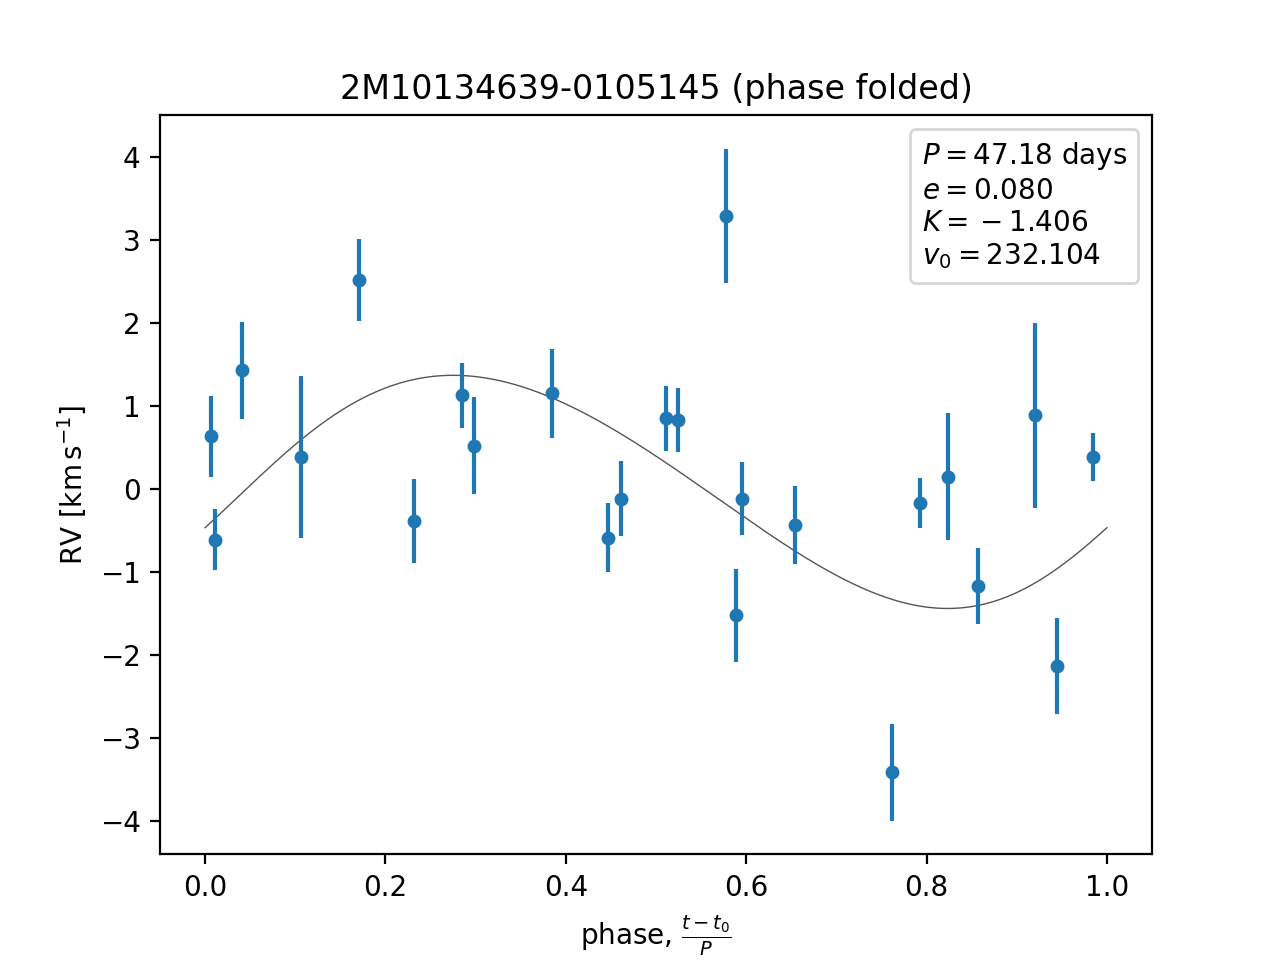 2M10134639-0105145 (phase folded)
P = 47.18 days
e = 0.080
K = −1.406
v₀ = 232.104
4
3
2
1
0
−1
−2
−3
−4
RV [km s⁻¹]
0.0 0.2 0.4 0.6 0.8 1.0
phase, (t − t₀)/P